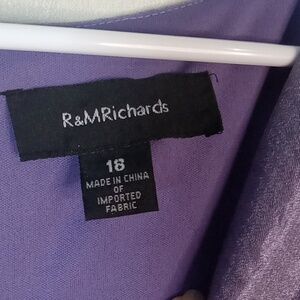 R&MRichards
18
MADE IN CHINA
OF
IMPORTED
FABRIC